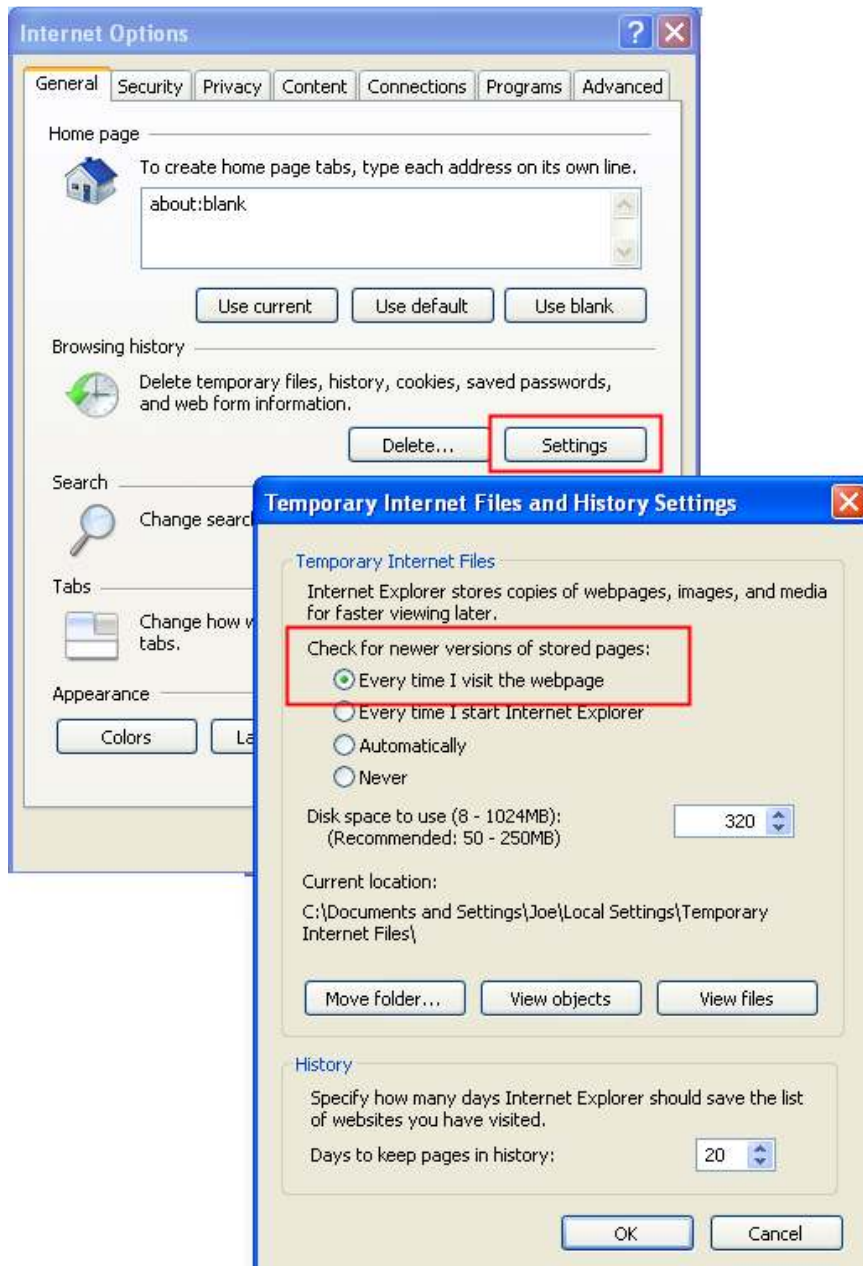 Internet Options
General Security Privacy Content Connections Programs Advanced
Home page
To create home page tabs, type each address on its own line.
about:blank
Use current Use default Use blank
Browsing history
Delete temporary files, history, cookies, saved passwords,
and web form information.
Delete... Settings
Search
Change search
Tabs
Change how
tabs.
Appearance
Colors
Temporary Internet Files and History Settings
Temporary Internet Files
Internet Explorer stores copies of webpages, images, and media
for faster viewing later.
Check for newer versions of stored pages:
Every time I visit the webpage
Every time I start Internet Explorer
Automatically
Never
Disk space to use (8 - 1024MB): 320
(Recommended: 50 - 250MB)
Current location:
C:\Documents and Settings\Joe\Local Settings\Temporary
Internet Files\
Move folder... View objects View files
History
Specify how many days Internet Explorer should save the list
of websites you have visited.
Days to keep pages in history: 20
OK Cancel